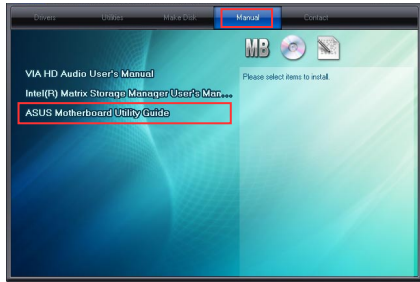 Drivers
Utilities
Make Disk
Manual
Contact
MB
VIA HD Audio User's Manual
Intel(R) Matrix Storage Manager User's Man...
ASUS Motherboard Utility Guide
Please select items to install.